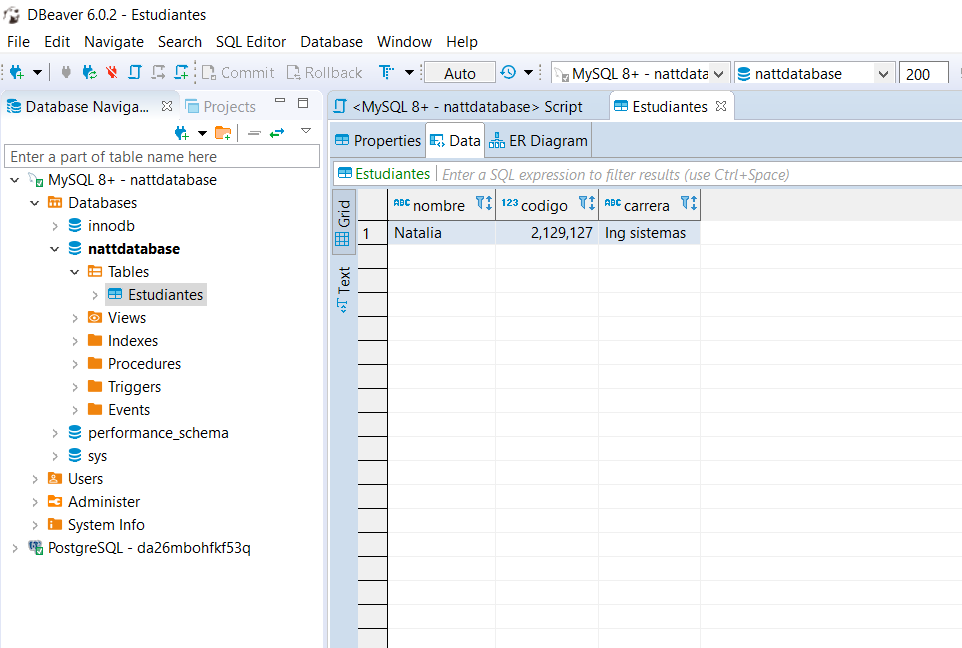 DBeaver 6.0.2 - Estudiantes
File Edit Navigate Search SQL Editor Database Window Help
Commit Rollback Auto MySQL 8+ - nattdata nattdatabase 200
Database Naviga... Projects
Enter a part of table name here
MySQL 8+ - nattdatabase
Databases
innodb
nattdatabase
Tables
Estudiantes
Views
Indexes
Procedures
Triggers
Events
performance_schema
sys
Users
Administer
System Info
PostgreSQL - da26mbohfkf53q
<MySQL 8+ - nattdatabase> Script Estudiantes
Properties Data ER Diagram
Estudiantes Enter a SQL expression to filter results (use Ctrl+Space)
Grid
Text
ABC nombre 123 codigo ABC carrera
1 Natalia 2,129,127 Ing sistemas